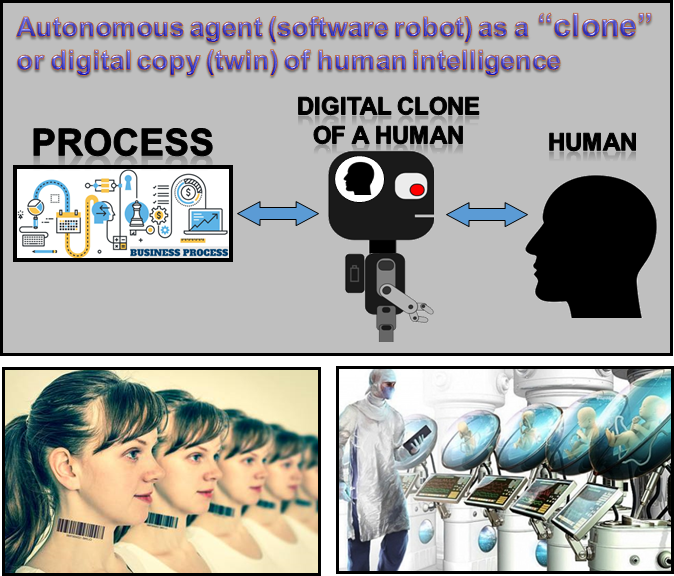 Autonomous agent (software robot) as a “clone”
or digital copy (twin) of human intelligence
DIGITAL CLONE
OF A HUMAN
PROCESS
HUMAN
BUSINESS PROCESS